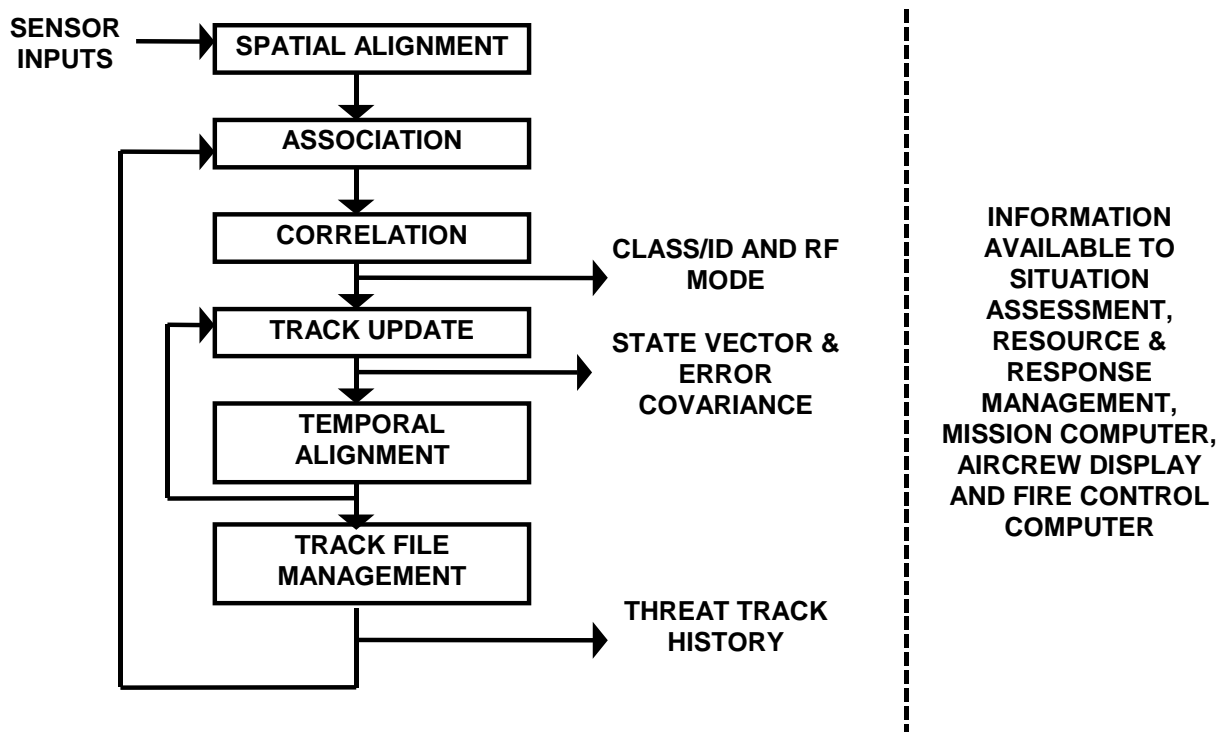 SENSOR
INPUTS
SPATIAL ALIGNMENT
ASSOCIATION
CORRELATION
CLASS/ID AND RF
MODE
TRACK UPDATE
STATE VECTOR &
ERROR
COVARIANCE
TEMPORAL
ALIGNMENT
TRACK FILE
MANAGEMENT
THREAT TRACK
HISTORY
INFORMATION
AVAILABLE TO
SITUATION
ASSESSMENT,
RESOURCE &
RESPONSE
MANAGEMENT,
MISSION COMPUTER,
AIRCREW DISPLAY
AND FIRE CONTROL
COMPUTER